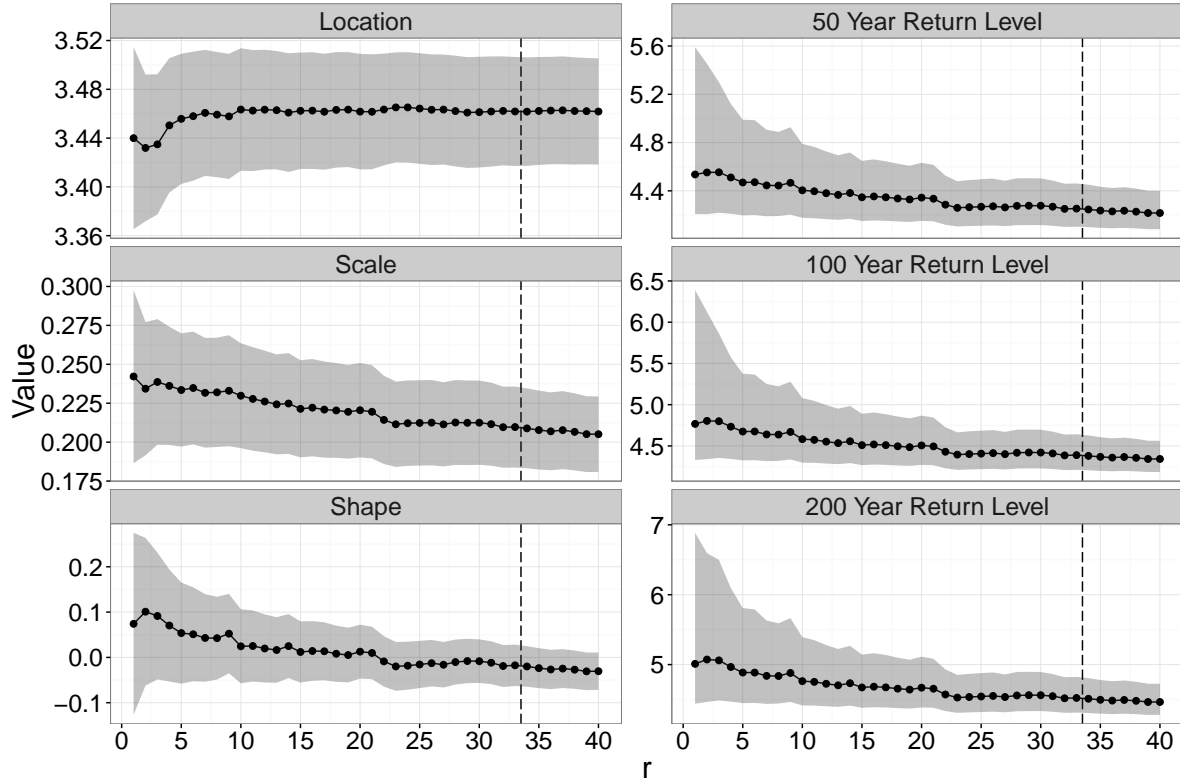 Location
3.52
3.48
3.44
3.40
3.36
50 Year Return Level
5.6
5.2
4.8
4.4
Scale
0.300
0.275
0.250
0.225
0.200
0.175
100 Year Return Level
6.5
6.0
5.5
5.0
4.5
Shape
0.2
0.1
0.0
−0.1
200 Year Return Level
7
6
5
0 5 10 15 20 25 30 35 40
0 5 10 15 20 25 30 35 40
Value
r